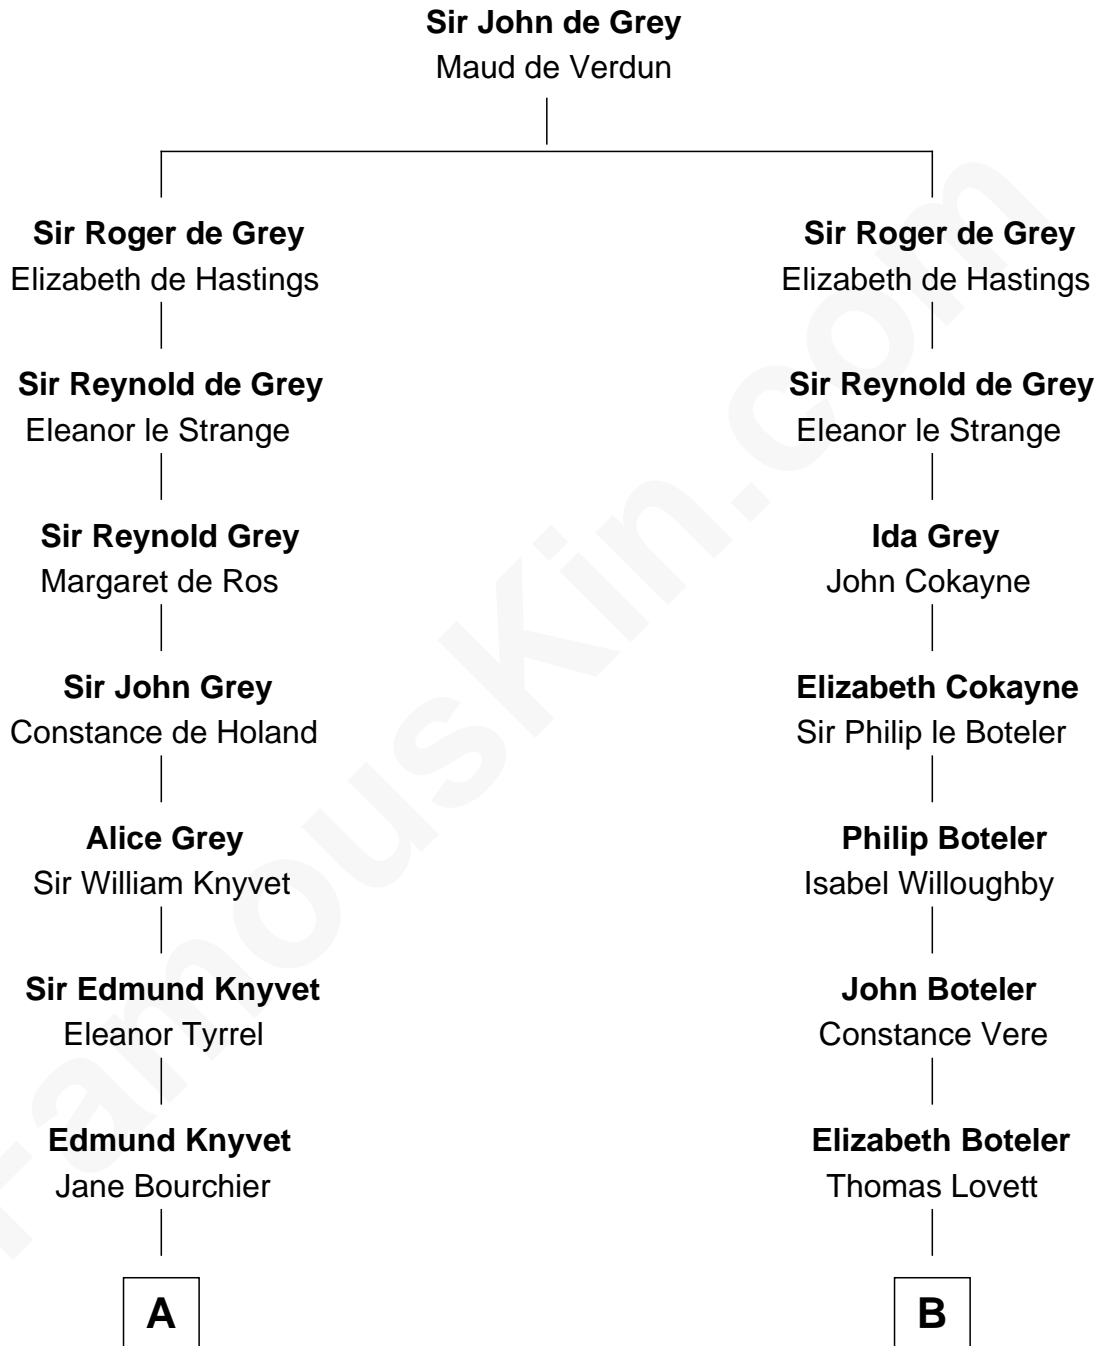 Sir John de Grey
Maud de Verdun
Sir Roger de Grey
Elizabeth de Hastings
Sir Reynold de Grey
Eleanor le Strange
Sir Reynold Grey
Margaret de Ros
Sir John Grey
Constance de Holand
Alice Grey
Sir William Knyvet
Sir Edmund Knyvet
Eleanor Tyrrel
Edmund Knyvet
Jane Bourchier
A
Sir Roger de Grey
Elizabeth de Hastings
Sir Reynold de Grey
Eleanor le Strange
Ida Grey
John Cokayne
Elizabeth Cokayne
Sir Philip le Boteler
Philip Boteler
Isabel Willoughby
John Boteler
Constance Vere
Elizabeth Boteler
Thomas Lovett
B
FamousKin.com